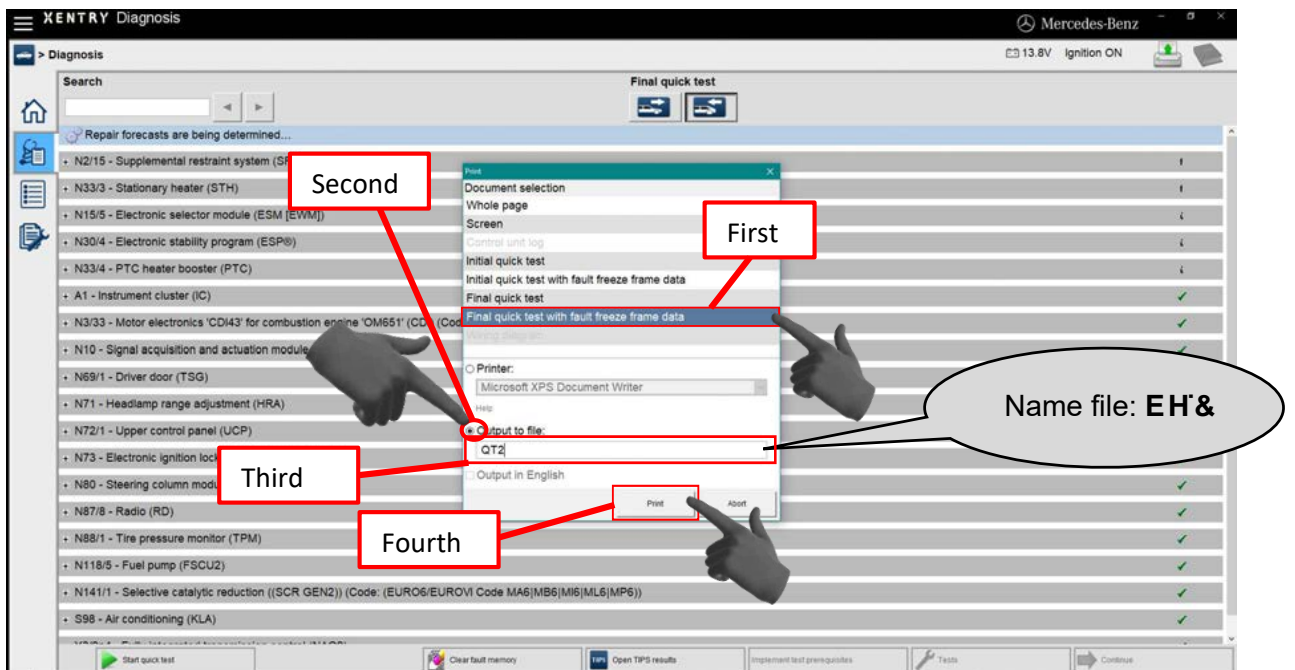 XENTRY Diagnosis
Mercedes-Benz
> Diagnosis
13.8V Ignition ON
Search
Final quick test
Repair forecasts are being determined...
+ N2/15 - Supplemental restraint system
+ N33/3 - Stationary heater (STH)
+ N15/5 - Electronic selector module (ESM [EWM])
+ N30/4 - Electronic stability program (ESP®)
+ N33/4 - PTC heater booster (PTC)
+ A1 - Instrument cluster (IC)
+ N3/33 - Motor electronics 'CDI43' for combustion engine 'OM651'
+ N10 - Signal acquisition and actuation module
+ N69/1 - Driver door (TSG)
+ N71 - Headlamp range adjustment (HRA)
+ N72/1 - Upper control panel (UCP)
+ N73 - Electronic ignition
+ N80 - Steering column
+ N87/8 - Radio (RD)
+ N88/1 - Tire pressure monitor (TPM)
+ N118/5 - Fuel pump (FSCU2)
+ N141/1 - Selective catalytic reduction ((SCR GEN2)) (Code: (EURO6/EUROVI Code MA6|MB6|MI6|ML6|MP6))
+ S98 - Air conditioning (KLA)
Print
Document selection
Whole page
Screen
Control unit log
Initial quick test
Initial quick test with fault freeze frame data
Final quick test
Final quick test with fault freeze frame data
Wiring diagram
Printer:
Microsoft XPS Document Writer
Help
Output to file:
QT2
Output in English
Print
Abort
First
Second
Third
Fourth
Name file: EH˙&
Start quick test
Clear fault memory
TIPS
Open TIPS results
Implement test prerequisites
Tests
Continue